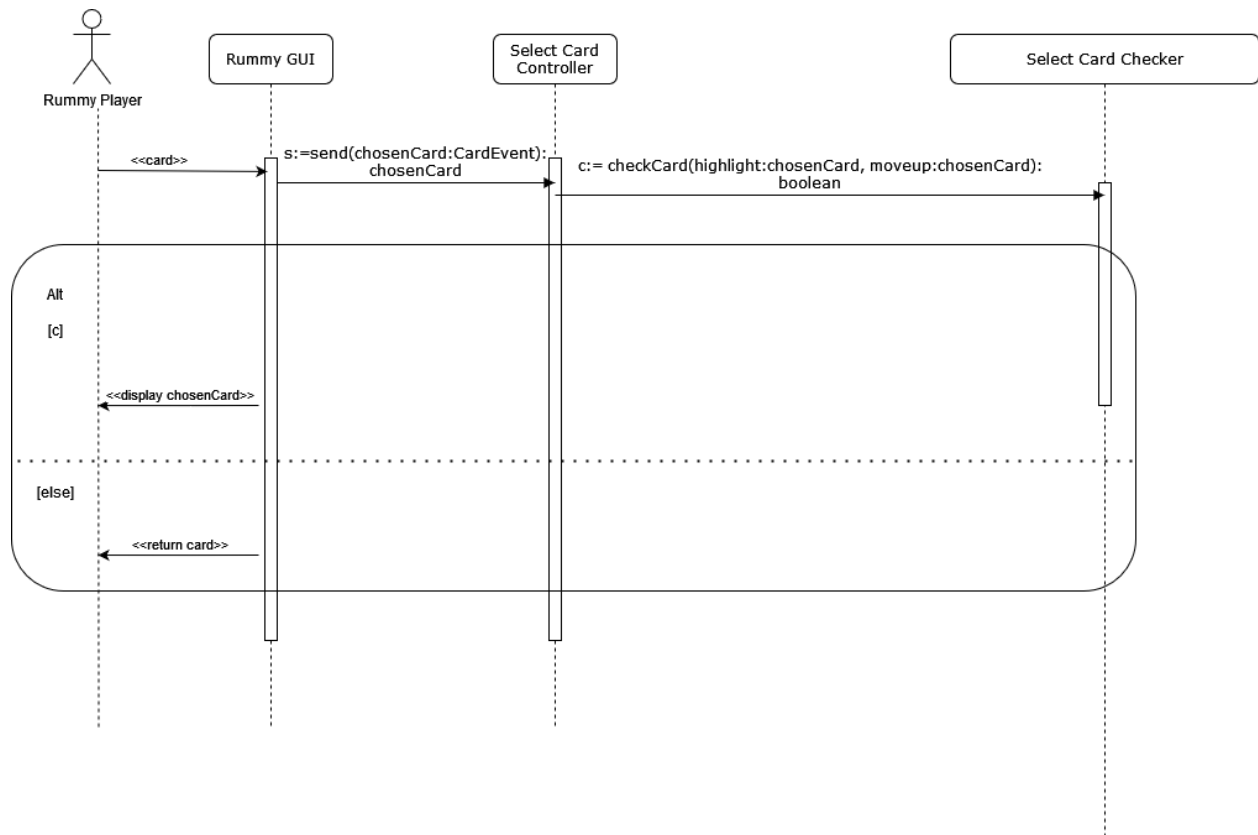 Rummy Player
Rummy GUI
Select Card
Controller
Select Card Checker
<<card>>
s:=send(chosenCard:CardEvent):
chosenCard
c:= checkCard(highlight:chosenCard, moveup:chosenCard):
boolean
Alt
[c]
<<display chosenCard>>
[else]
<<return card>>